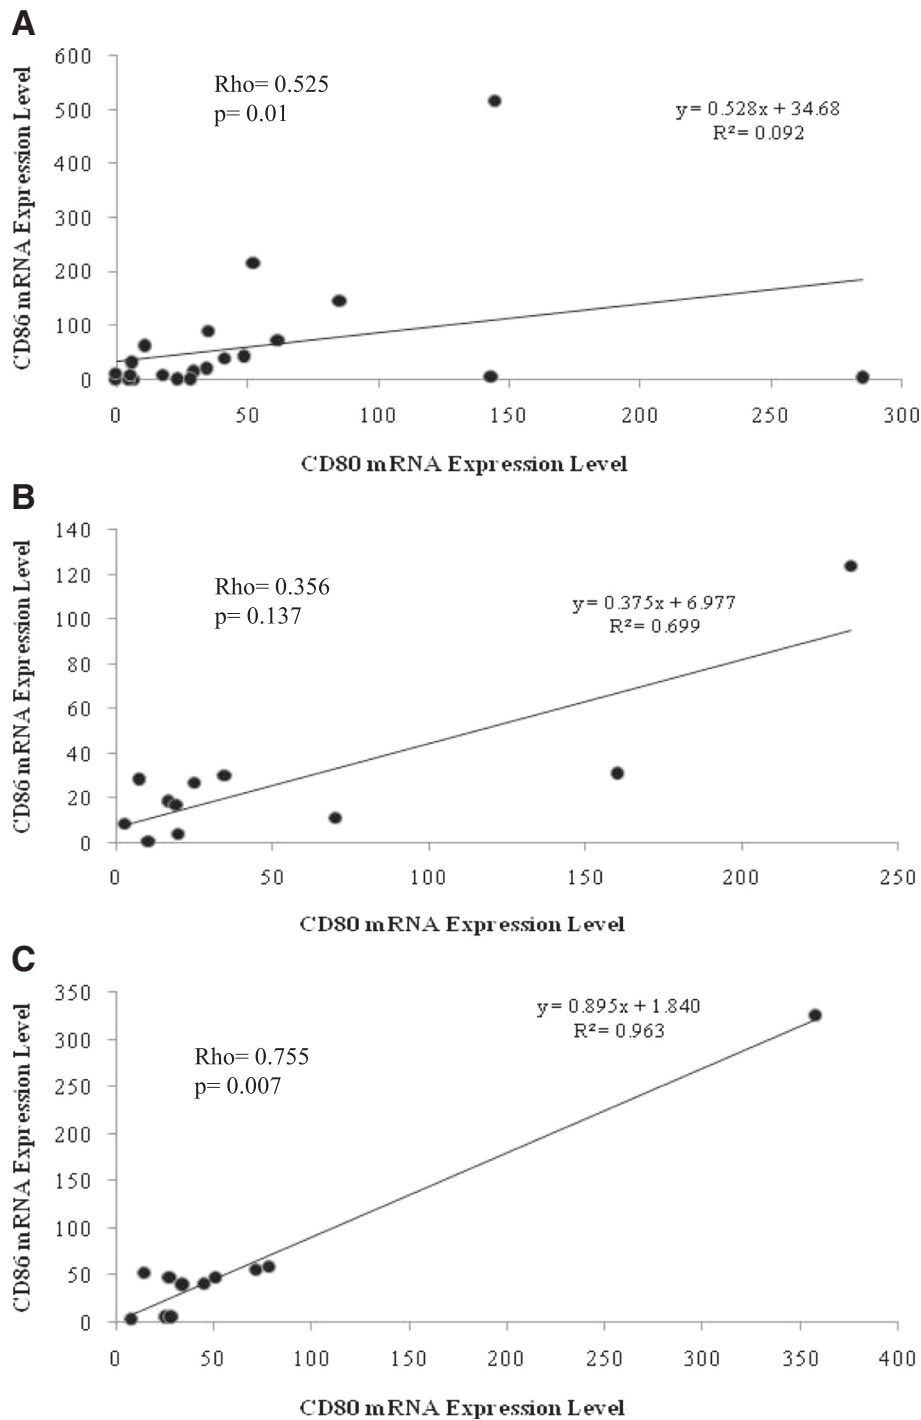 A
CD86 mRNA Expression Level
600
500
400
300
200
100
0
Rho= 0.525
p= 0.01
y = 0.528x + 34.68
R²= 0.092
0 50 100 150 200 250 300
CD80 mRNA Expression Level
B
CD86 mRNA Expression Level
140
120
100
80
60
40
20
0
Rho= 0.356
p= 0.137
y = 0.375x + 6.977
R²= 0.699
0 50 100 150 200 250
CD80 mRNA Expression Level
C
CD86 mRNA Expression Level
350
300
250
200
150
100
50
0
Rho= 0.755
p= 0.007
y = 0.895x + 1.840
R²= 0.963
0 50 100 150 200 250 300 350 400
CD80 mRNA Expression Level